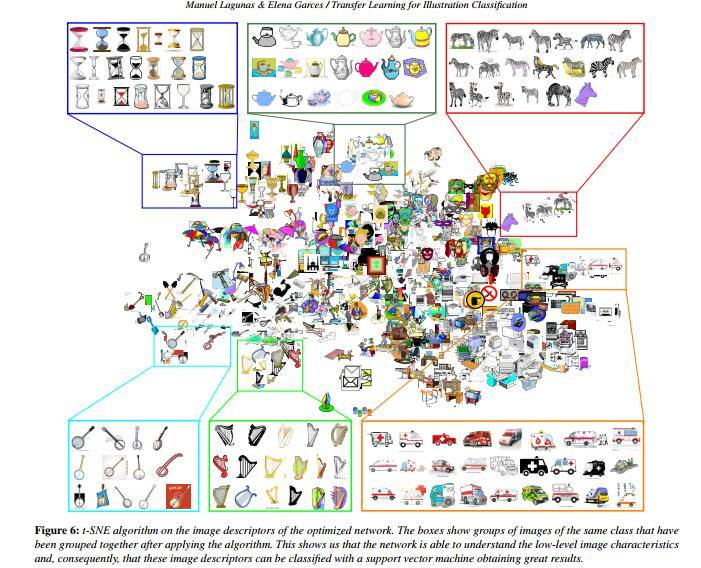 Manuel Lagunas & Elena Garces / Transfer Learning for Illustration Classification
Figure 6: t-SNE algorithm on the image descriptors of the optimized network. The boxes show groups of images of the same class that have
been grouped together after applying the algorithm. This shows us that the network is able to understand the low-level image characteristics
and, consequently, that these image descriptors can be classified with a support vector machine obtaining great results.